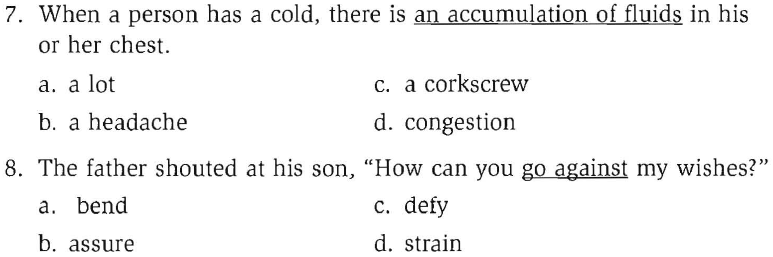 7. When a person has a cold, there is an accumulation of fluids in his
or her chest.
a. a lot c. a corkscrew
b. a headache d. congestion
8. The father shouted at his son, “How can you go against my wishes?”
a. bend c. defy
b. assure d. strain